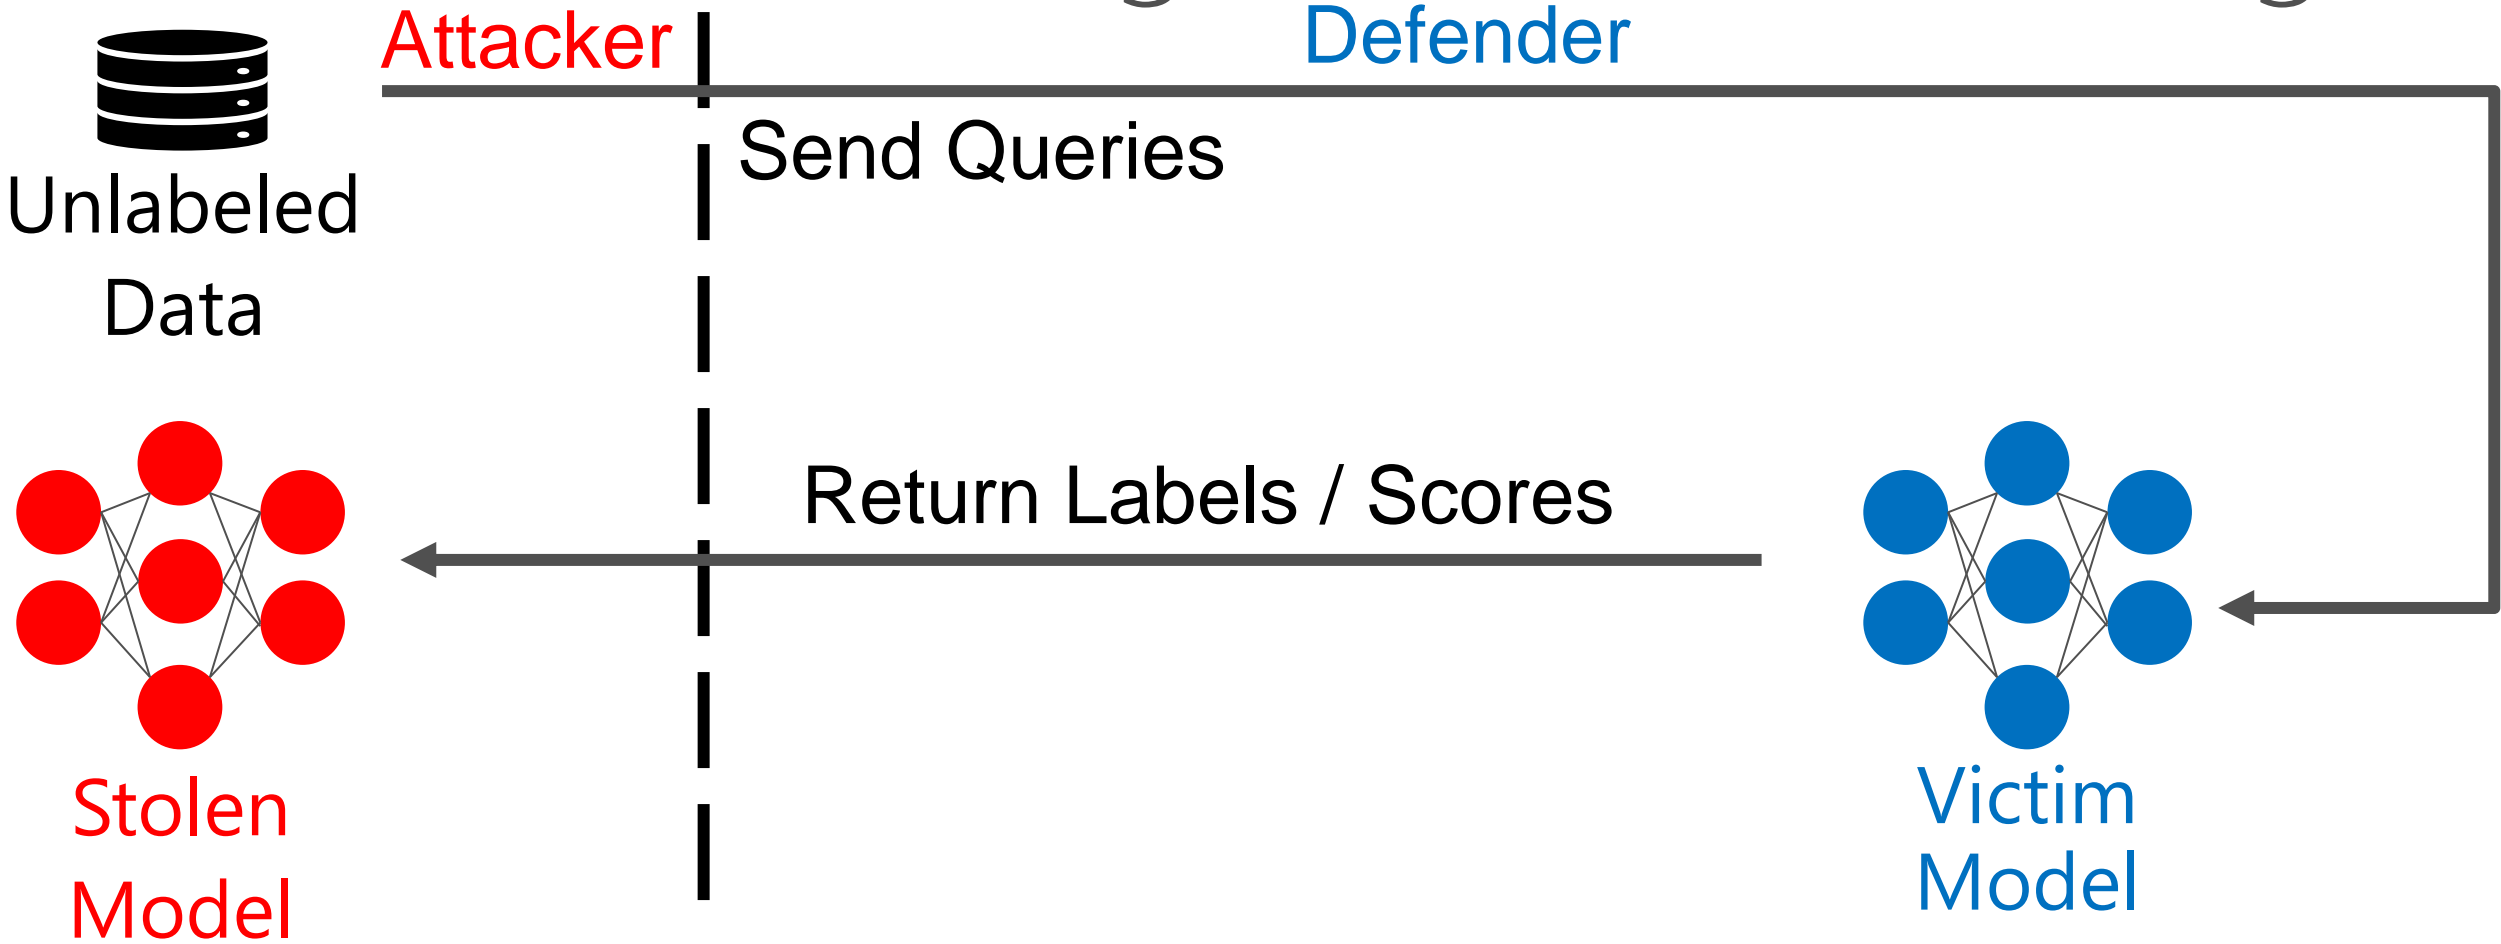 Attacker
Defender
Send Queries
Unlabeled
Data
Return Labels / Scores
Stolen
Model
Victim
Model